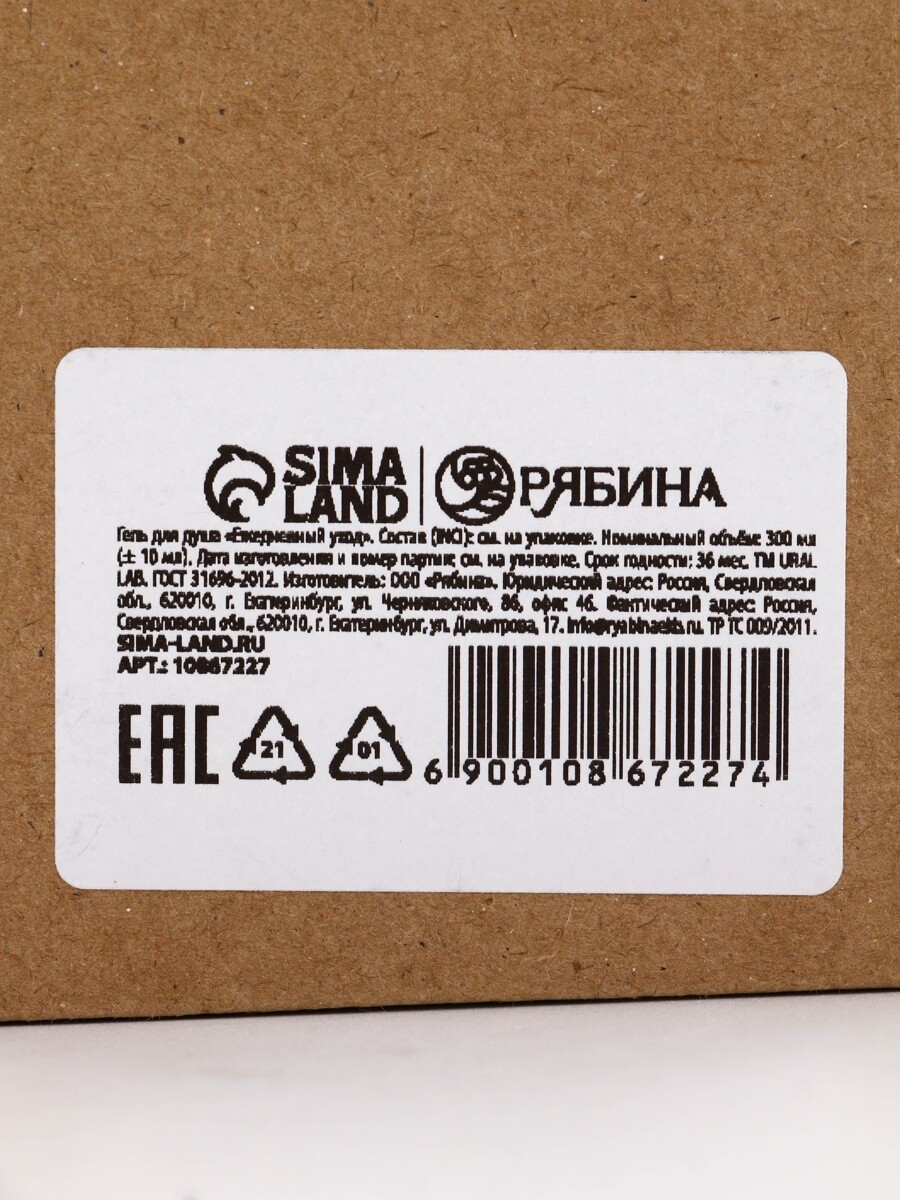 SIMA
LAND
РЯБИНА
Гель для душа «Ежедневный уход». Состав (INCI): см. на упаковке. Номинальный объём: 300 мл
(± 10 мл). Дата изготовления и номер партии: см. на упаковке. Срок годности: 36 мес. TM URAL
LAB. ГОСТ 31696-2012. Изготовитель: ООО «Рябина». Юридический адрес: Россия, Свердловская
обл., 620010, г. Екатеринбург, ул. Черняховского, 86, офис 46. Фактический адрес: Россия,
Свердловская обл., 620010, г. Екатеринбург, ул. Димитрова, 17. ТР ТС 009/2011.
SIMA-LAND.RU
АРТ.: 10867227
EAC
21
01
6 900108 672274